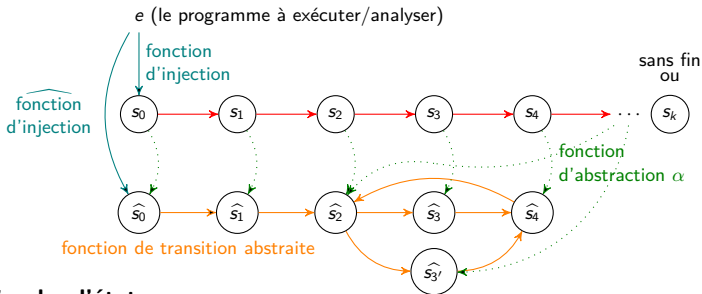 e (le programme à exécuter/analyser)
fonction
d'injection
sans fin
ou
fonction
d'injection
s0 s1 s2 s3 s4 ... sk
fonction
d'abstraction α
ŝ0 ŝ1 ŝ2 ŝ3 ŝ4
fonction de transition abstraite
ŝ3′